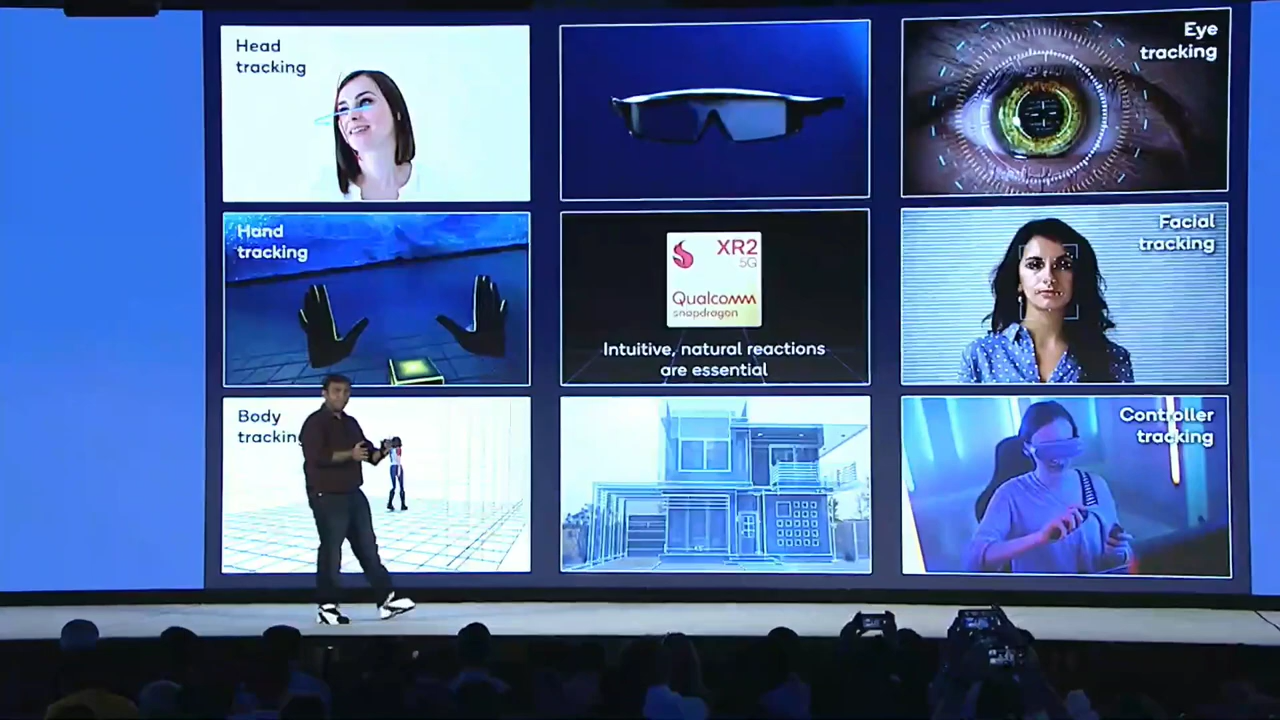 Head
tracking
Eye
tracking
Hand
tracking
XR2
5G
Qualcomm
snapdragon
Intuitive, natural reactions
are essential
Facial
tracking
Body
tracking
Controller
tracking